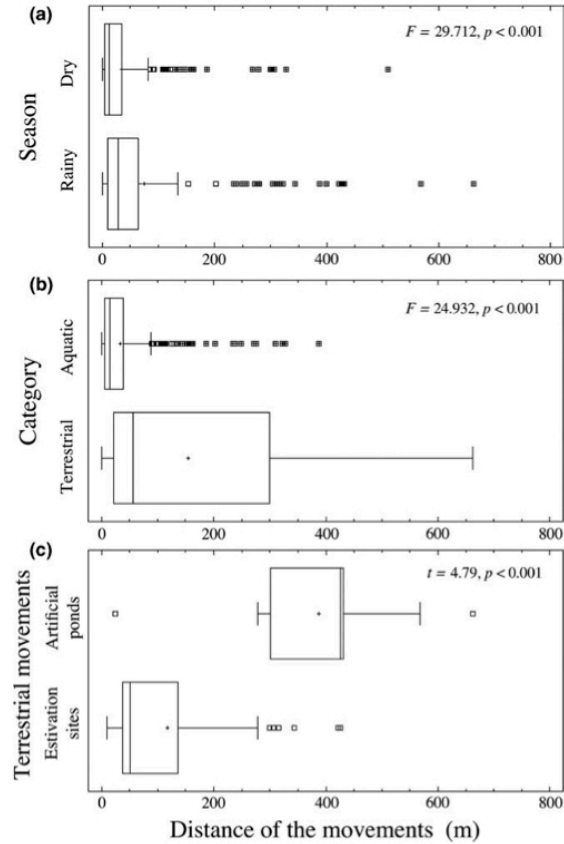 (a)
F = 29.712, p < 0.001
Season
Dry
Rainy
0 200 400 600 800
(b)
F = 24.932, p < 0.001
Category
Aquatic
Terrestrial
0 200 400 600 800
(c)
t = 4.79, p < 0.001
Terrestrial movements
Artificial
ponds
Estivation
sites
0 200 400 600 800
Distance of the movements (m)